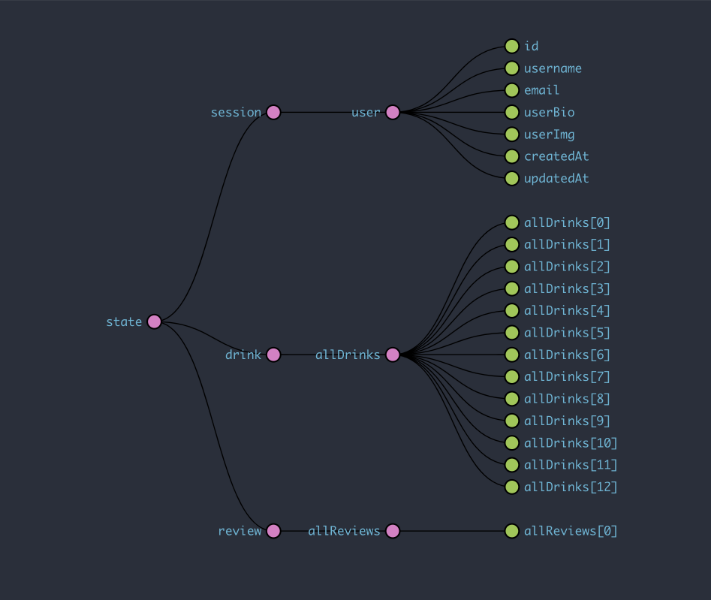 id
username
email
session user userBio
userImg
createdAt
updatedAt
allDrinks[0]
allDrinks[1]
allDrinks[2]
allDrinks[3]
allDrinks[4]
state
allDrinks[5]
drink allDrinks allDrinks[6]
allDrinks[7]
allDrinks[8]
allDrinks[9]
allDrinks[10]
allDrinks[11]
allDrinks[12]
review allReviews allReviews[0]